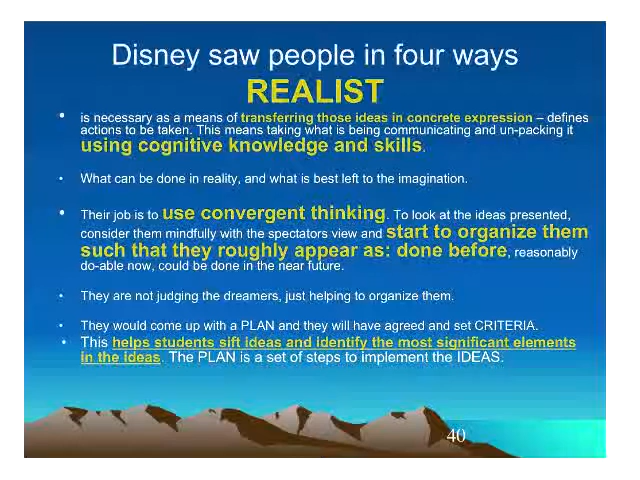 Disney saw people in four ways
REALIST
• is necessary as a means of transferring those ideas in concrete expression – defines
actions to be taken. This means taking what is being communicating and un-packing it
using cognitive knowledge and skills.
• What can be done in reality, and what is best left to the imagination.
• Their job is to use convergent thinking. To look at the ideas presented,
consider them mindfully with the spectators view and start to organize them
such that they roughly appear as: done before, reasonably
do-able now, could be done in the near future.
• They are not judging the dreamers, just helping to organize them.
• They would come up with a PLAN and they will have agreed and set CRITERIA.
• This helps students sift ideas and identify the most significant elements
in the ideas. The PLAN is a set of steps to implement the IDEAS.
40